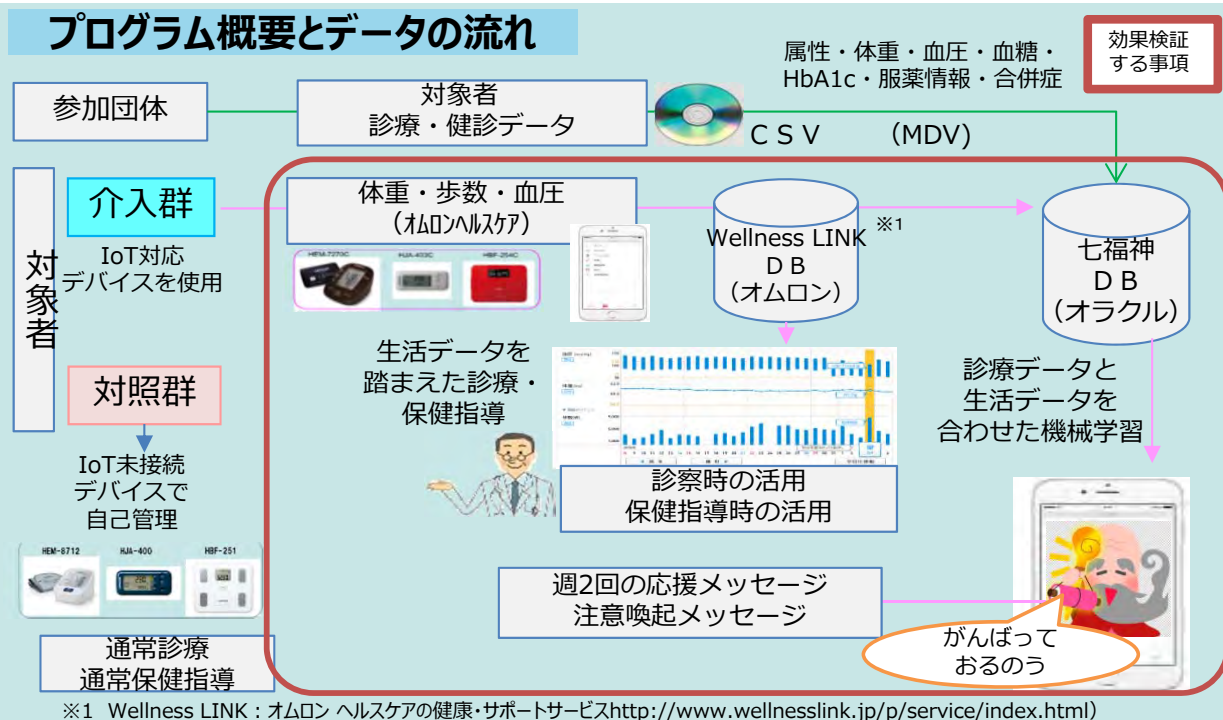 プログラム概要とデータの流れ
属性・体重・血圧・血糖・
HbA1c・服薬情報・合併症
効果検証
する事項
参加団体
対象者
診療・健診データ
ＣＳＶ (MDV)
対象者
介入群
IoT対応
デバイスを使用
体重・歩数・血圧
（オムロンヘルスケア）
HEM-7270C HJA-403C HBF-254C
Wellness LINK
ＤＢ
（オムロン）
※1
七福神
ＤＢ
（オラクル）
生活データを
踏まえた診療・
保健指導
診療データと
生活データを
合わせた機械学習
対照群
IoT未接続
デバイスで
自己管理
HEM-8712 HJA-400 HBF-251
診察時の活用
保健指導時の活用
週2回の応援メッセージ
注意喚起メッセージ
がんばって
おるのう
通常診療
通常保健指導
※1 Wellness LINK：オムロン ヘルスケアの健康・サポートサービスhttp://www.wellnesslink.jp/p/service/index.html）